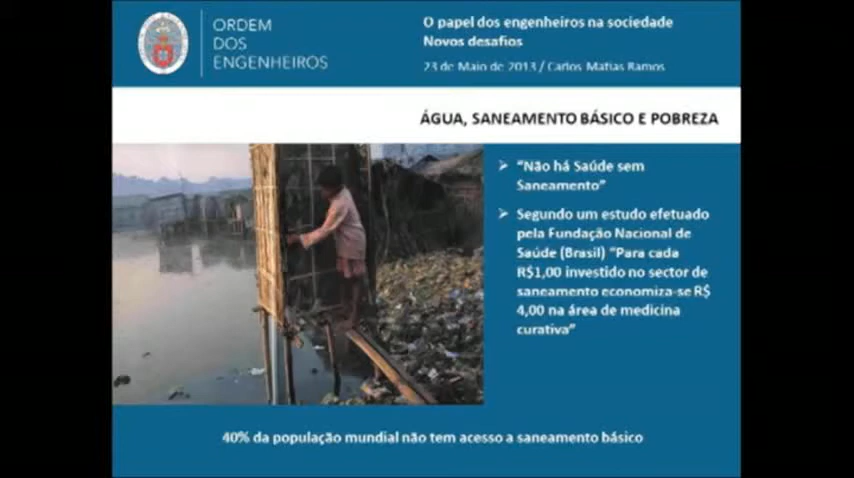 ORDEM
DOS
ENGENHEIROS
O papel dos engenheiros na sociedade
Novos desafios
23 de Maio de 2013 / Carlos Matias Ramos
ÁGUA, SANEAMENTO BÁSICO E POBREZA
➢ “Não há Saúde sem
Saneamento”
➢ Segundo um estudo efetuado
pela Fundação Nacional de
Saúde (Brasil) “Para cada
R$1,00 investido no sector de
saneamento economiza-se R$
4,00 na área de medicina
curativa”
40% da população mundial não tem acesso a saneamento básico